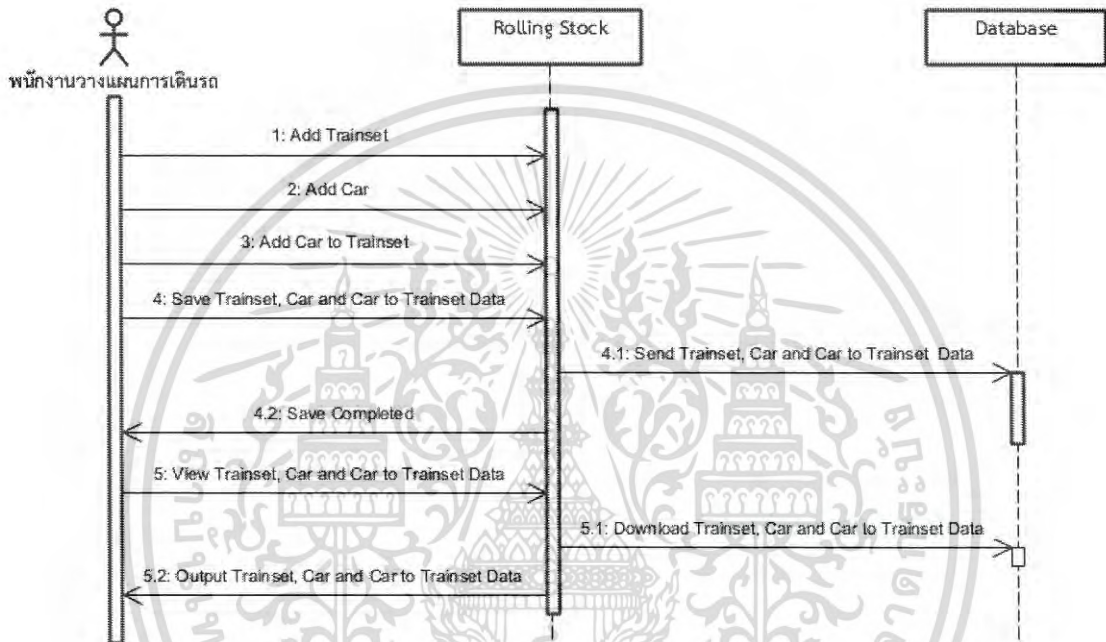 Rolling Stock
Database
พนักงานวางแผนการเดินรถ
1: Add Trainset
2: Add Car
3: Add Car to Trainset
4: Save Trainset, Car and Car to Trainset Data
4.1: Send Trainset, Car and Car to Trainset Data
4.2: Save Completed
5: View Trainset, Car and Car to Trainset Data
5.1: Download Trainset, Car and Car to Trainset Data
5.2: Output Trainset, Car and Car to Trainset Data